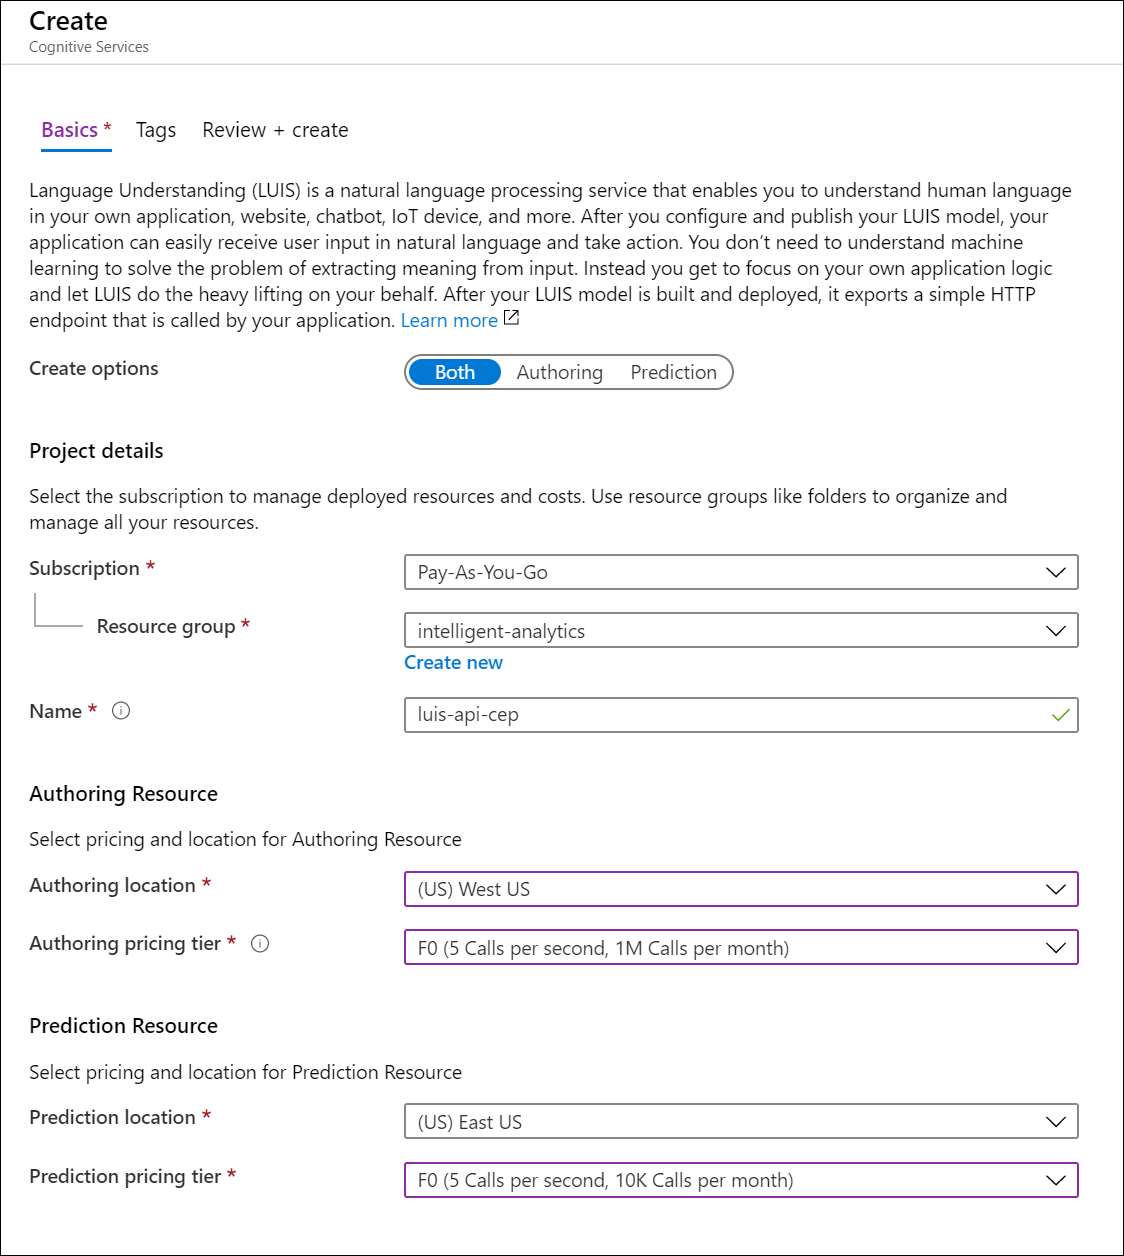 Create
Cognitive Services
Basics *
Tags
Review + create
Language Understanding (LUIS) is a natural language processing service that enables you to understand human language
in your own application, website, chatbot, IoT device, and more. After you configure and publish your LUIS model, your
application can easily receive user input in natural language and take action. You don’t need to understand machine
learning to solve the problem of extracting meaning from input. Instead you get to focus on your own application logic
and let LUIS do the heavy lifting on your behalf. After your LUIS model is built and deployed, it exports a simple HTTP
endpoint that is called by your application. Learn more
Create options
Both
Authoring
Prediction
Project details
Select the subscription to manage deployed resources and costs. Use resource groups like folders to organize and
manage all your resources.
Subscription *
Pay-As-You-Go
Resource group *
intelligent-analytics
Create new
Name *
luis-api-cep
Authoring Resource
Select pricing and location for Authoring Resource
Authoring location *
(US) West US
Authoring pricing tier *
F0 (5 Calls per second, 1M Calls per month)
Prediction Resource
Select pricing and location for Prediction Resource
Prediction location *
(US) East US
Prediction pricing tier *
F0 (5 Calls per second, 10K Calls per month)